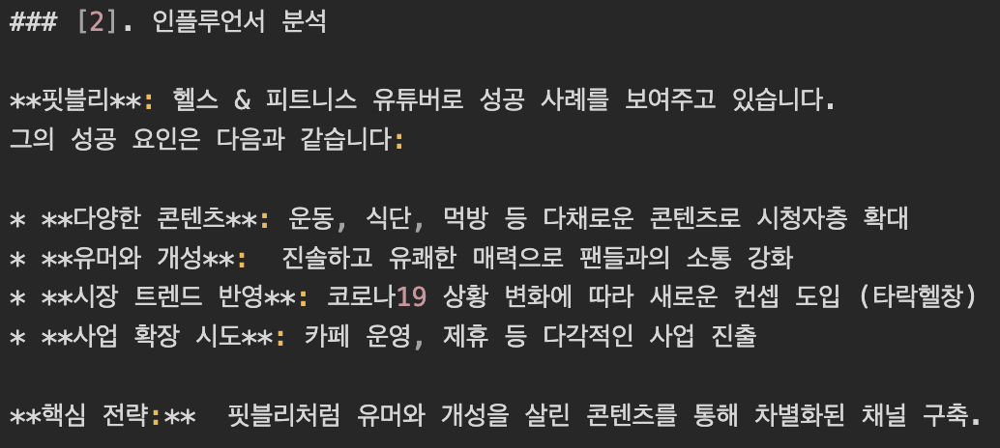 ### [2]. 인플루언서 분석
**핏블리**: 헬스 & 피트니스 유튜버로 성공 사례를 보여주고 있습니다.
그의 성공 요인은 다음과 같습니다:
* **다양한 콘텐츠**: 운동, 식단, 먹방 등 다채로운 콘텐츠로 시청자층 확대
* **유머와 개성**:  진솔하고 유쾌한 매력으로 팬들과의 소통 강화
* **시장 트렌드 반영**: 코로나19 상황 변화에 따라 새로운 컨셉 도입 (타락헬창)
* **사업 확장 시도**: 카페 운영, 제휴 등 다각적인 사업 진출
**핵심 전략:**  핏블리처럼 유머와 개성을 살린 콘텐츠를 통해 차별화된 채널 구축.